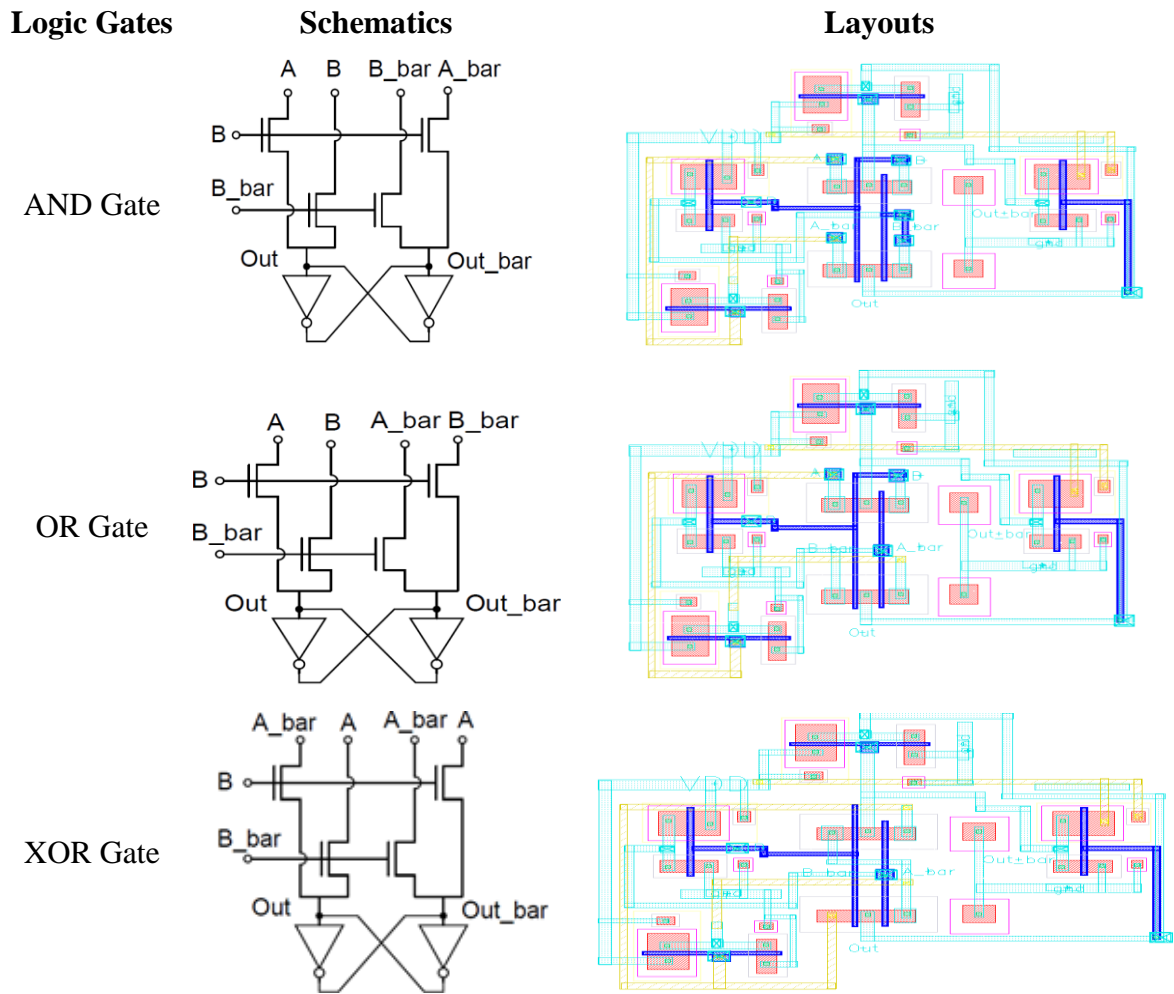 Logic Gates Schematics Layouts
A B B_bar A_bar
B
B_bar
AND Gate
Out Out_bar
VDD
A B
Out_bar
A_bar B_bar
Out
A B A_bar B_bar
B
B_bar
OR Gate
Out Out_bar
VDD
A B
Out_bar
B_bar A_bar
Out
A_bar A A_bar A
B
B_bar
XOR Gate
Out Out_bar
VDD
Out_bar
B_bar A_bar
Out